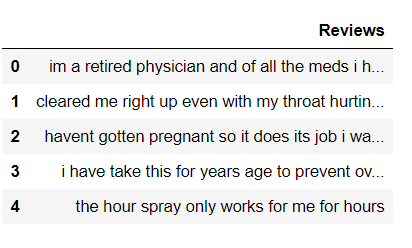 Reviews
0 im a retired physician and of all the meds i h...
1 cleared me right up even with my throat hurtin...
2 havent gotten pregnant so it does its job i wa...
3 i have take this for years age to prevent ov...
4 the hour spray only works for me for hours